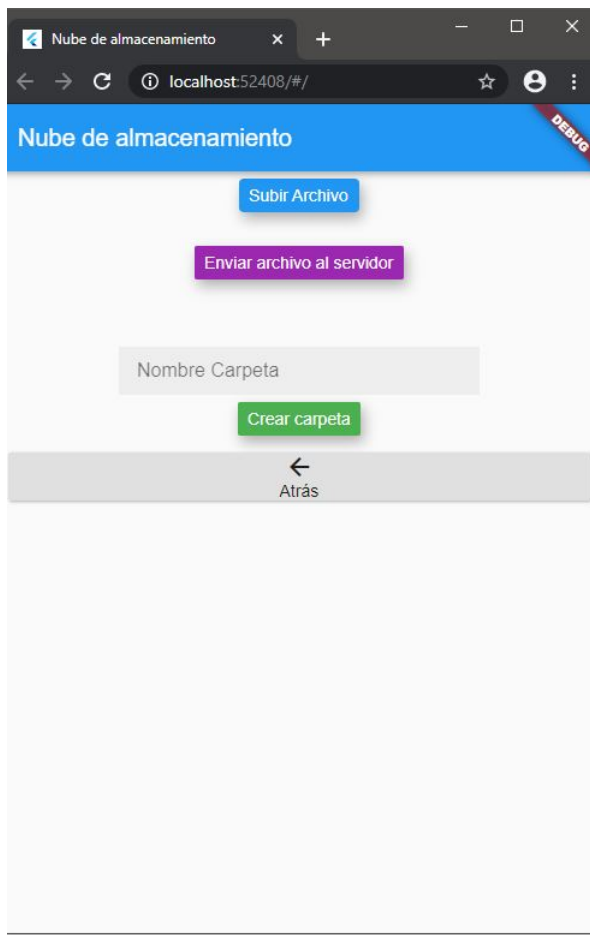 Nube de almacenamiento
localhost:52408/#/
Nube de almacenamiento
DEBUG
Subir Archivo
Enviar archivo al servidor
Nombre Carpeta
Crear carpeta
Atrás